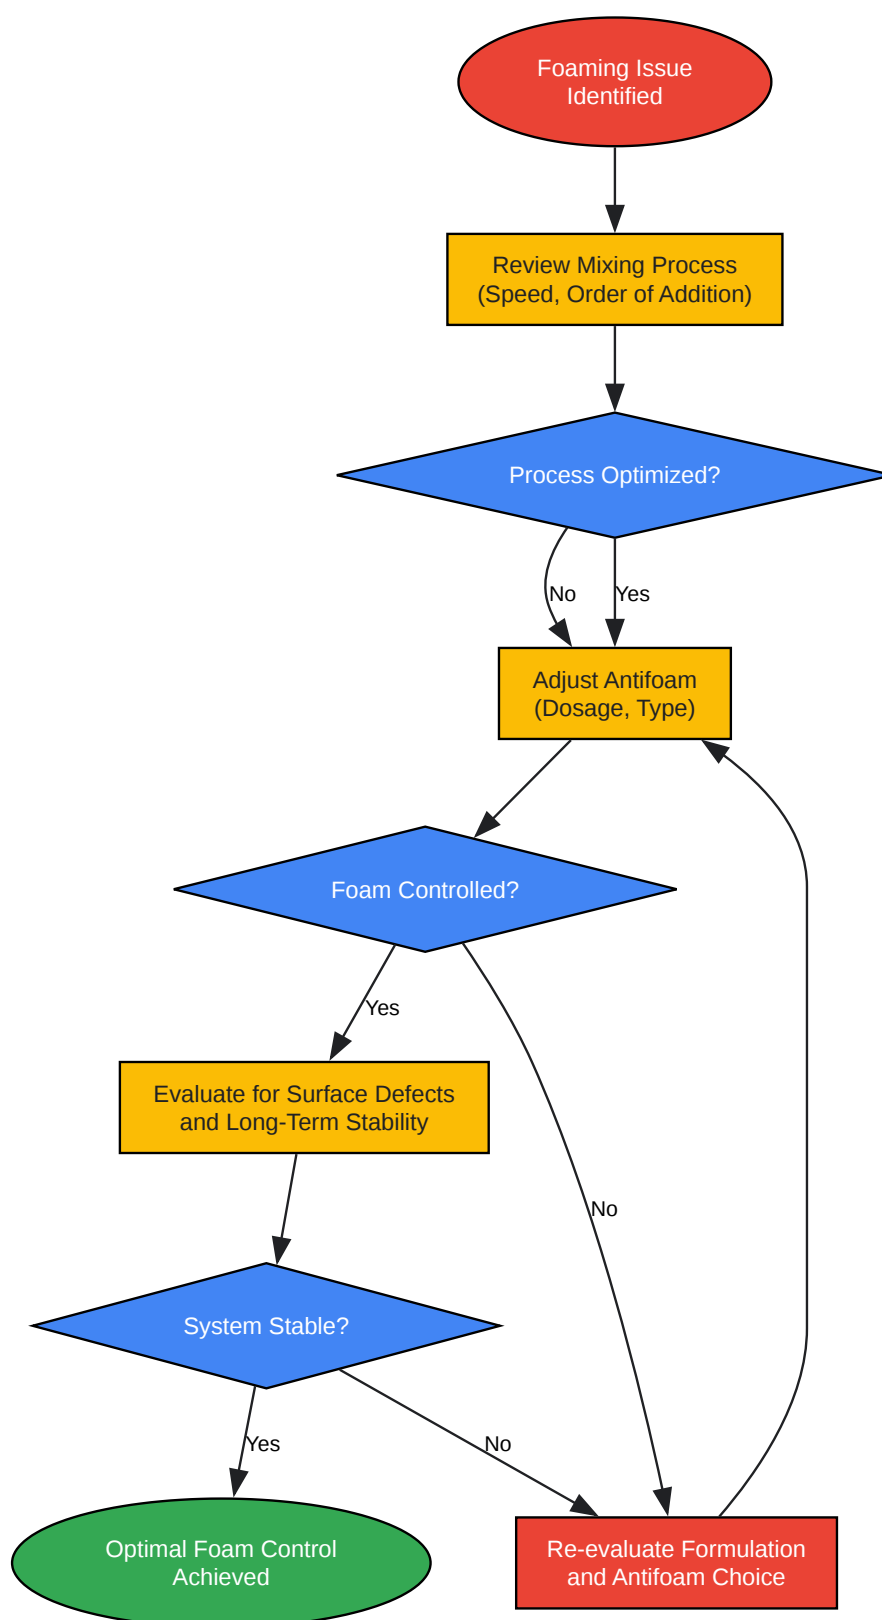 Foaming Issue
Identified
Review Mixing Process
(Speed, Order of Addition)
Process Optimized?
No
Yes
Adjust Antifoam
(Dosage, Type)
Foam Controlled?
Yes
Evaluate for Surface Defects
and Long-Term Stability
No
System Stable?
Yes
No
Optimal Foam Control
Achieved
Re-evaluate Formulation
and Antifoam Choice